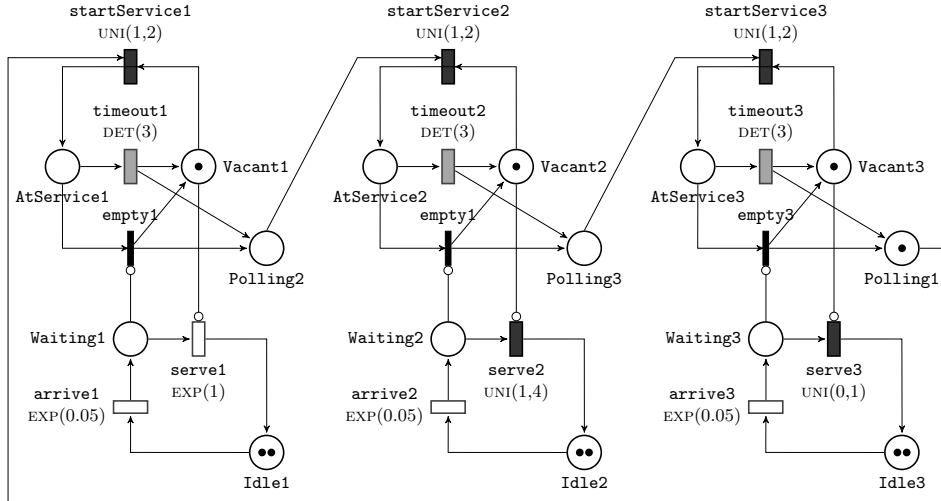 startService1
UNI(1,2)
startService2
UNI(1,2)
startService3
UNI(1,2)
timeout1
DET(3)
timeout2
DET(3)
timeout3
DET(3)
Vacant1
Vacant2
Vacant3
AtService1
AtService2
AtService3
empty1
empty1
empty3
Polling2
Polling3
Polling1
Waiting1
Waiting2
Waiting3
serve1
EXP(1)
serve2
UNI(1,4)
serve3
UNI(0,1)
arrive1
EXP(0.05)
arrive2
EXP(0.05)
arrive3
EXP(0.05)
Idle1
Idle2
Idle3